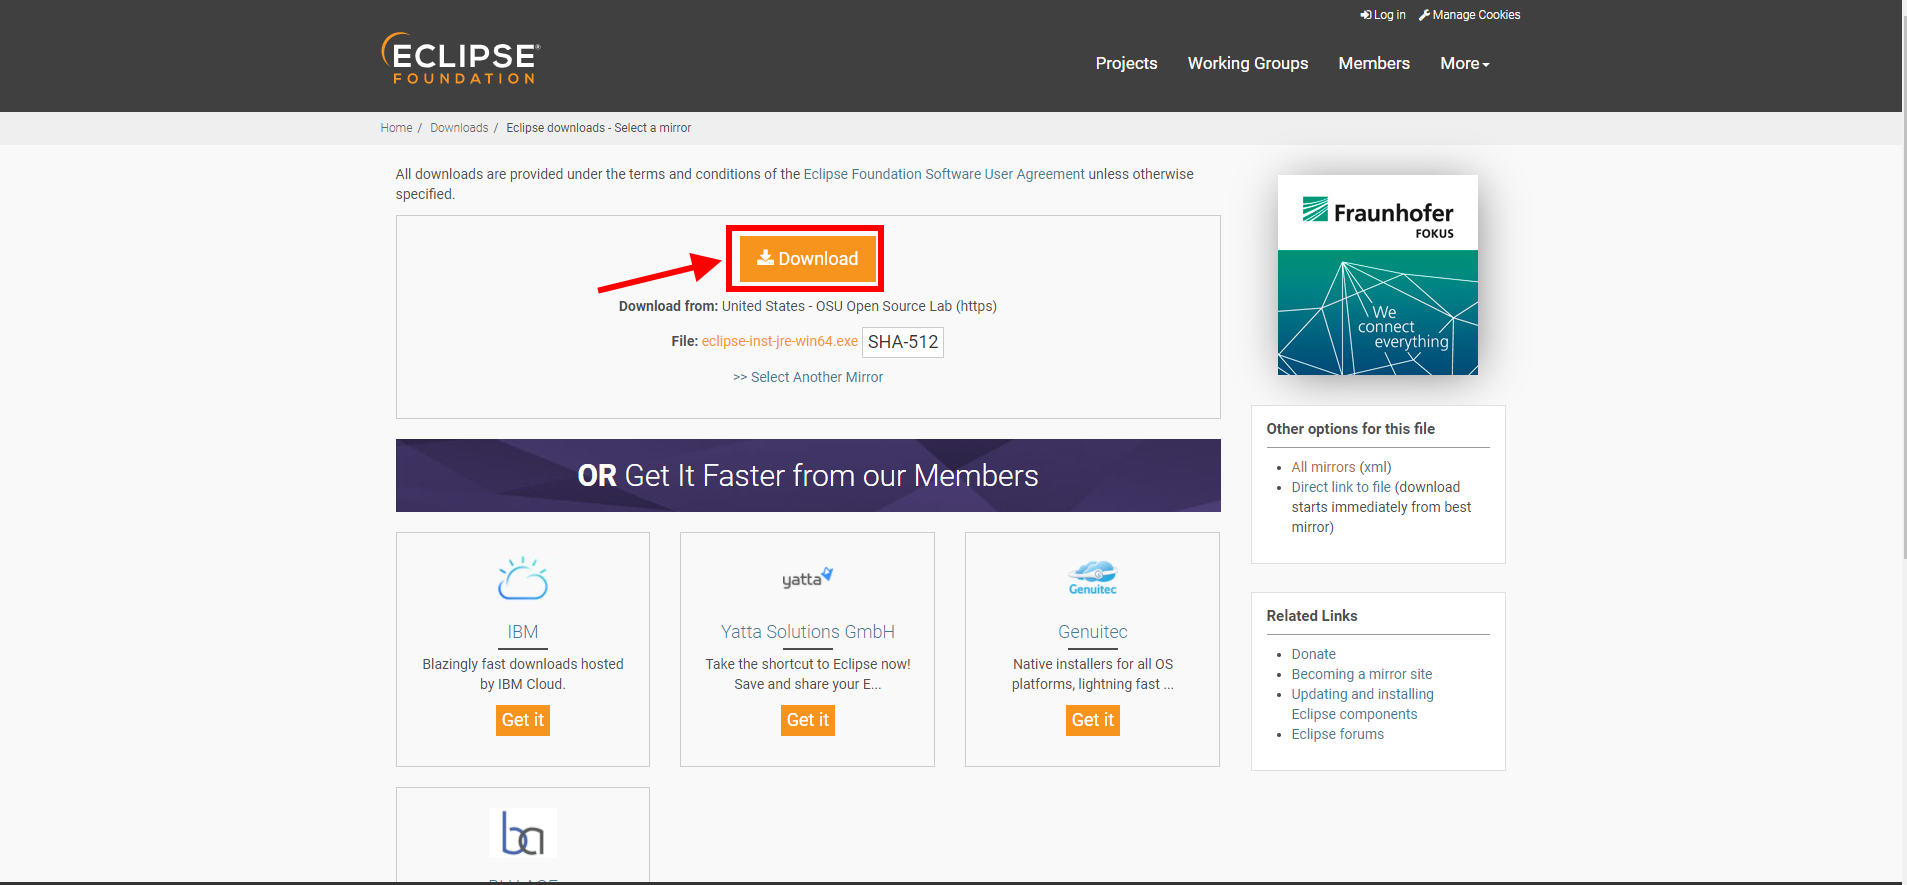 Log in
Manage Cookies
ECLIPSE®
FOUNDATION
Projects
Working Groups
Members
More
Home / Downloads / Eclipse downloads - Select a mirror
All downloads are provided under the terms and conditions of the Eclipse Foundation Software User Agreement unless otherwise
specified.
Download
Download from: United States - OSU Open Source Lab (https)
File: eclipse-inst-jre-win64.exe SHA-512
>> Select Another Mirror
OR Get It Faster from our Members
IBM
Blazingly fast downloads hosted
by IBM Cloud.
Get it
yatta
Yatta Solutions GmbH
Take the shortcut to Eclipse now!
Save and share your E...
Get it
Genuitec
Genuitec
Native installers for all OS
platforms, lightning fast ...
Get it
ba
Fraunhofer
FOKUS
We
connect
everything
Other options for this file
All mirrors (xml)
Direct link to file (download
starts immediately from best
mirror)
Related Links
Donate
Becoming a mirror site
Updating and installing
Eclipse components
Eclipse forums